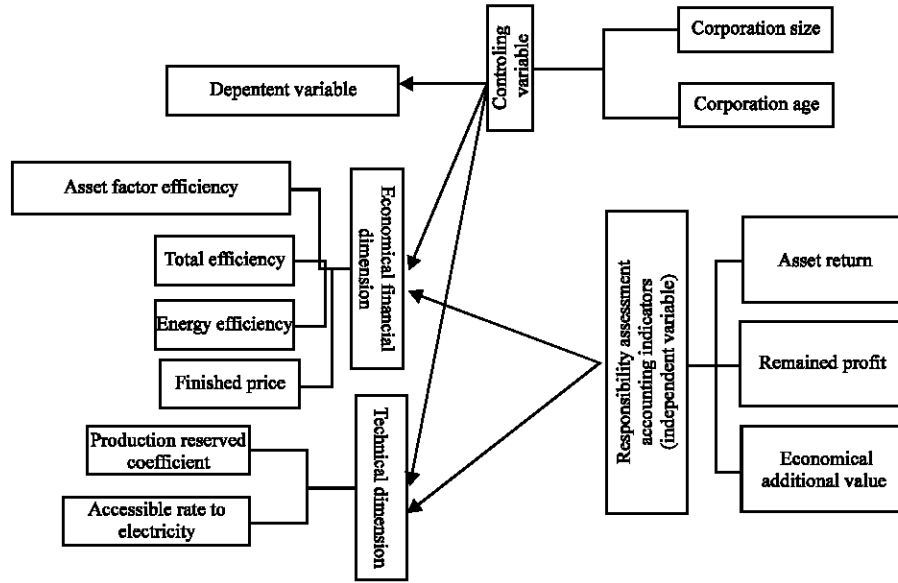 Corporation size
Controling
variable
Depentent variable
Corporation age
Asset factor efficiency
Economical financial
dimension
Total efficiency
Energy efficiency
Finished price
Responsibility assessment
accounting indicators
(independent variable)
Asset return
Remained profit
Economical
additional value
Production reserved
coefficient
Technical dimension
Accessible rate to
electricity